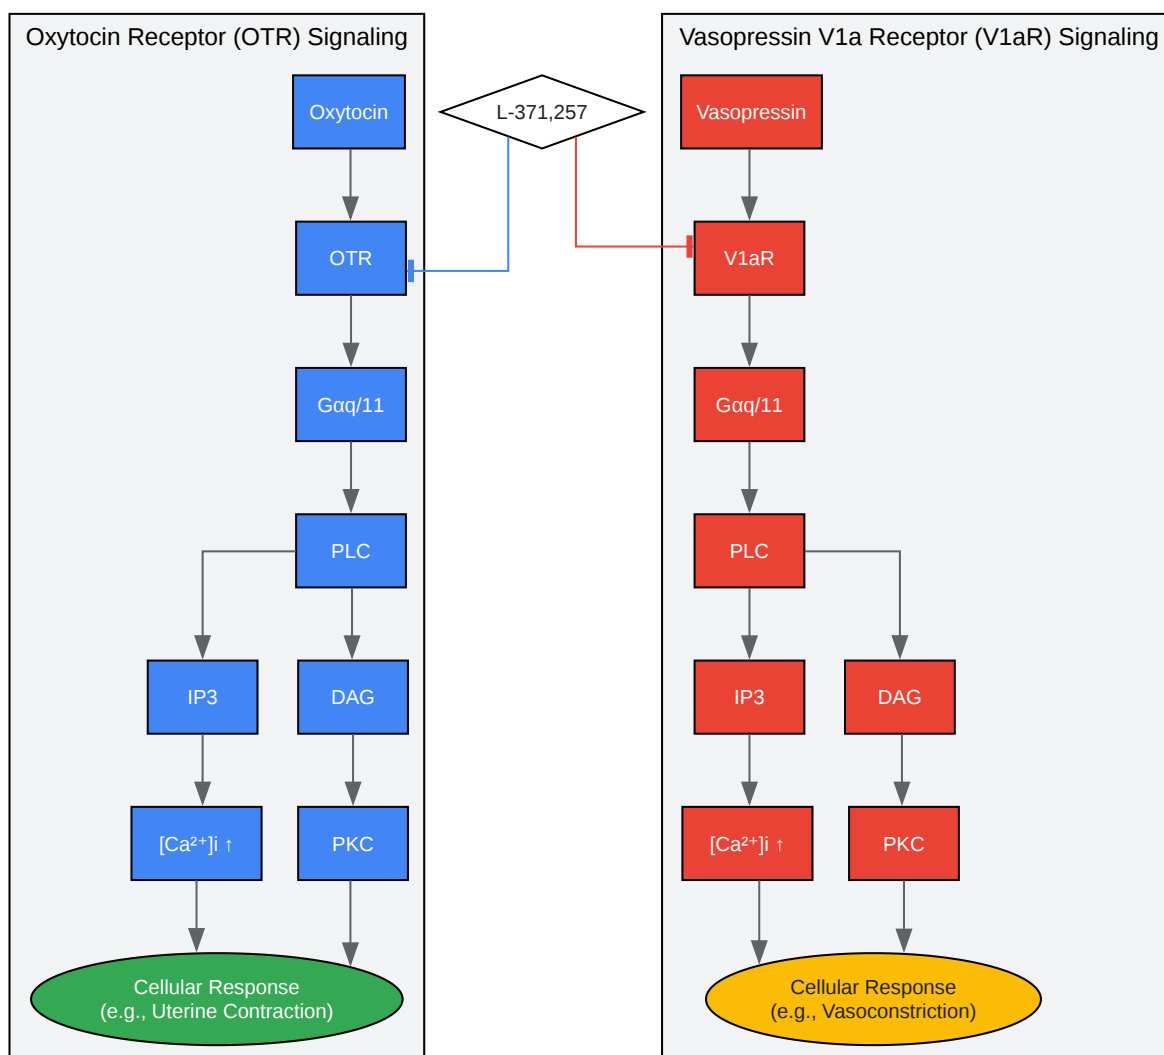 Oxytocin Receptor (OTR) Signaling
Oxytocin
OTR
Gαq/11
PLC
IP3
DAG
[Ca²⁺]i ↑
PKC
Cellular Response
(e.g., Uterine Contraction)
L-371,257
Vasopressin V1a Receptor (V1aR) Signaling
Vasopressin
V1aR
Gαq/11
PLC
IP3
DAG
[Ca²⁺]i ↑
PKC
Cellular Response
(e.g., Vasoconstriction)